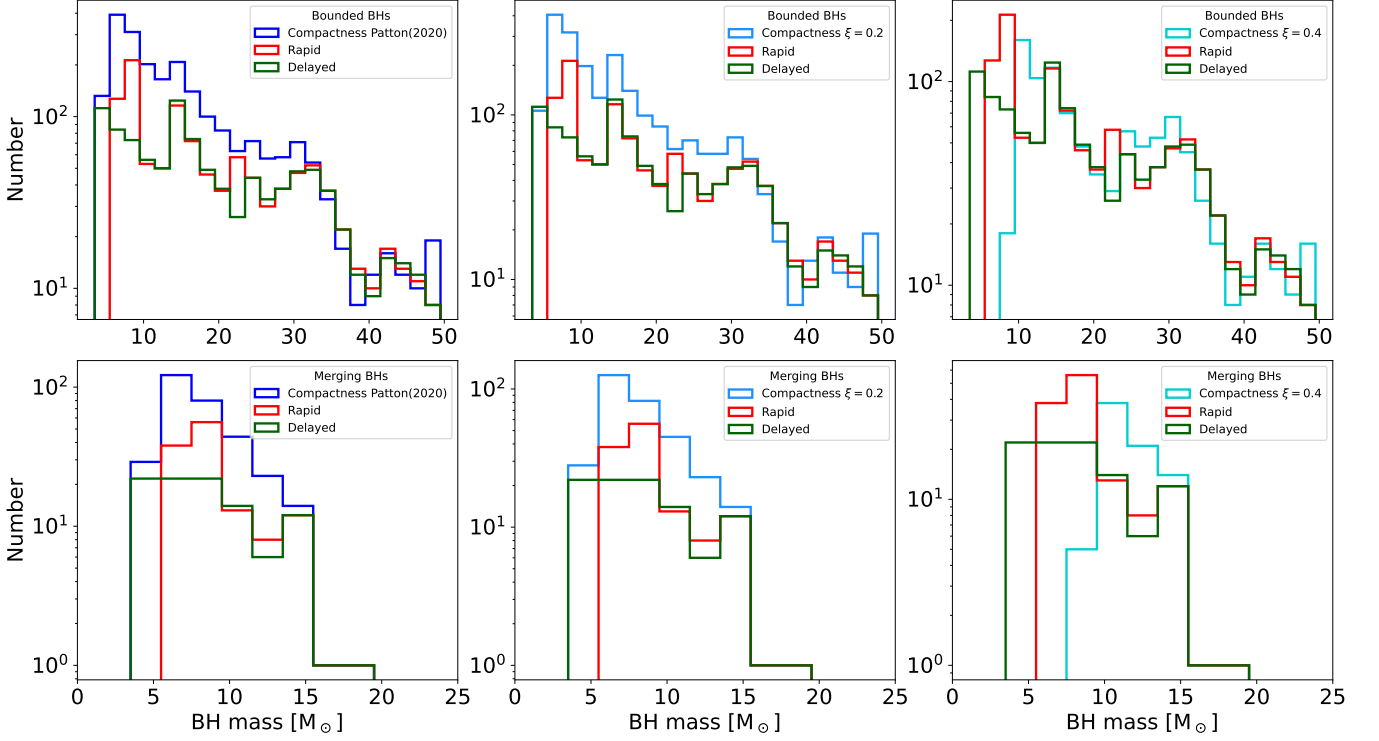 Bounded BHs
Compactness Patton(2020)
Rapid
Delayed
Number
10²
10¹
10 20 30 40 50
Bounded BHs
Compactness ξ = 0.2
Rapid
Delayed
10²
10¹
10 20 30 40 50
Bounded BHs
Compactness ξ = 0.4
Rapid
Delayed
10²
10¹
10 20 30 40 50
Merging BHs
Compactness Patton(2020)
Rapid
Delayed
Number
10²
10¹
10⁰
0 5 10 15 20 25
BH mass [M⊙]
Merging BHs
Compactness ξ = 0.2
Rapid
Delayed
10²
10¹
10⁰
0 5 10 15 20 25
BH mass [M⊙]
Merging BHs
Compactness ξ = 0.4
Rapid
Delayed
10¹
10⁰
0 5 10 15 20 25
BH mass [M⊙]